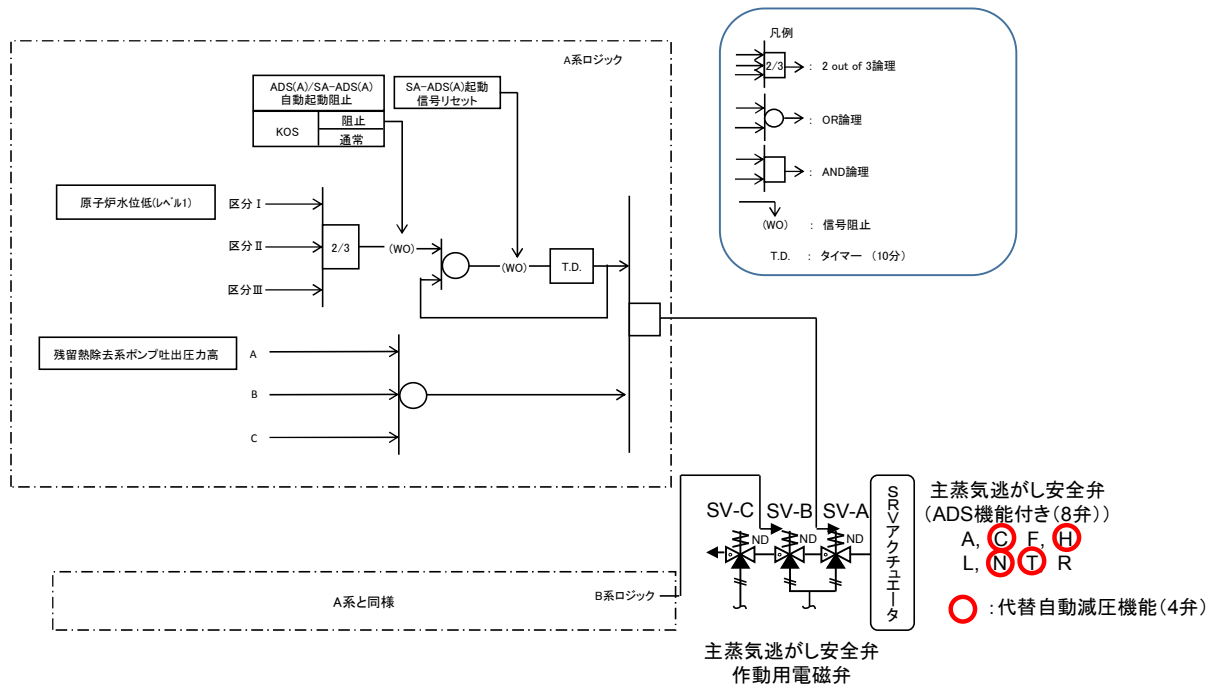 A系ロジック
ADS(A)/SA-ADS(A)
自動起動阻止
KOS
阻止
通常
SA-ADS(A)起動
信号リセット
原子炉水位低(ﾚﾍﾞﾙ1)
区分Ⅰ
区分Ⅱ
区分Ⅲ
2/3
(WO)
(WO)
T.D.
残留熱除去系ポンプ吐出圧力高
A
B
C
凡例
2/3
: 2 out of 3論理
: OR論理
: AND論理
(WO) : 信号阻止
T.D. : タイマー (10分)
SV-C SV-B SV-A
ND
ND
ND
SRVアクチュエータ
主蒸気逃がし安全弁
(ADS機能付き(8弁))
A, C F, H
L, N T R
:代替自動減圧機能(4弁)
A系と同様
B系ロジック
主蒸気逃がし安全弁
作動用電磁弁